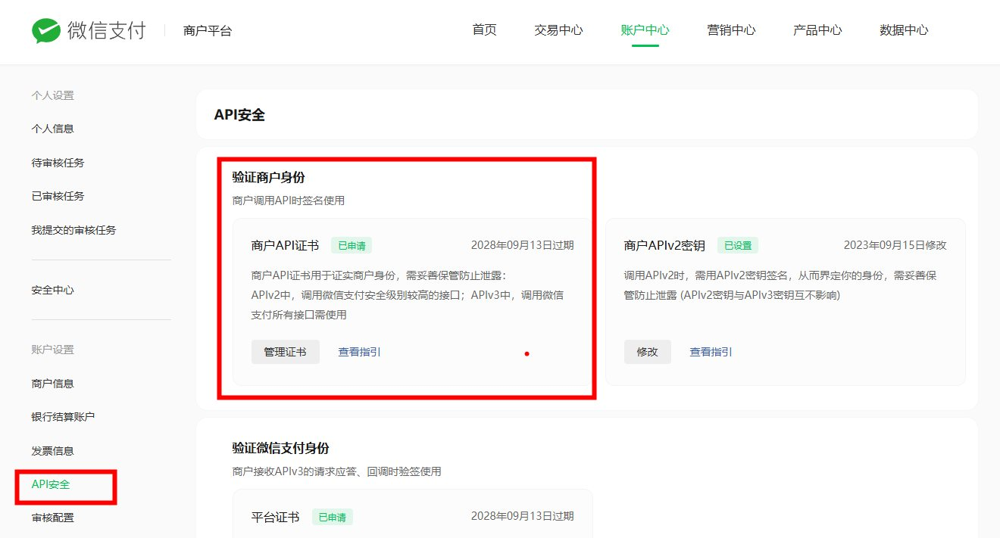 微信支付 商户平台 首页 交易中心 账户中心 营销中心 产品中心 数据中心
个人设置
个人信息
待审核任务
已审核任务
我提交的审核任务
安全中心
账户设置
商户信息
银行结算账户
发票信息
API安全
审核配置
API安全
验证商户身份
商户调用API时签名使用
商户API证书 已申请 2028年09月13日过期
商户API证书用于证实商户身份，需妥善保管防止泄露：
APIv2中，调用微信支付安全级别较高的接口；APIv3中，调用微信
支付所有接口需使用
管理证书 查看指引
商户APIv2密钥 已设置 2023年09月15日修改
调用APIv2时，需用APIv2密钥签名，从而界定你的身份，需妥善保
管防止泄露 (APIv2密钥与APIv3密钥互不影响)
修改 查看指引
验证微信支付身份
商户接收APIv3的请求应答、回调时验签使用
平台证书 已申请 2028年09月13日过期